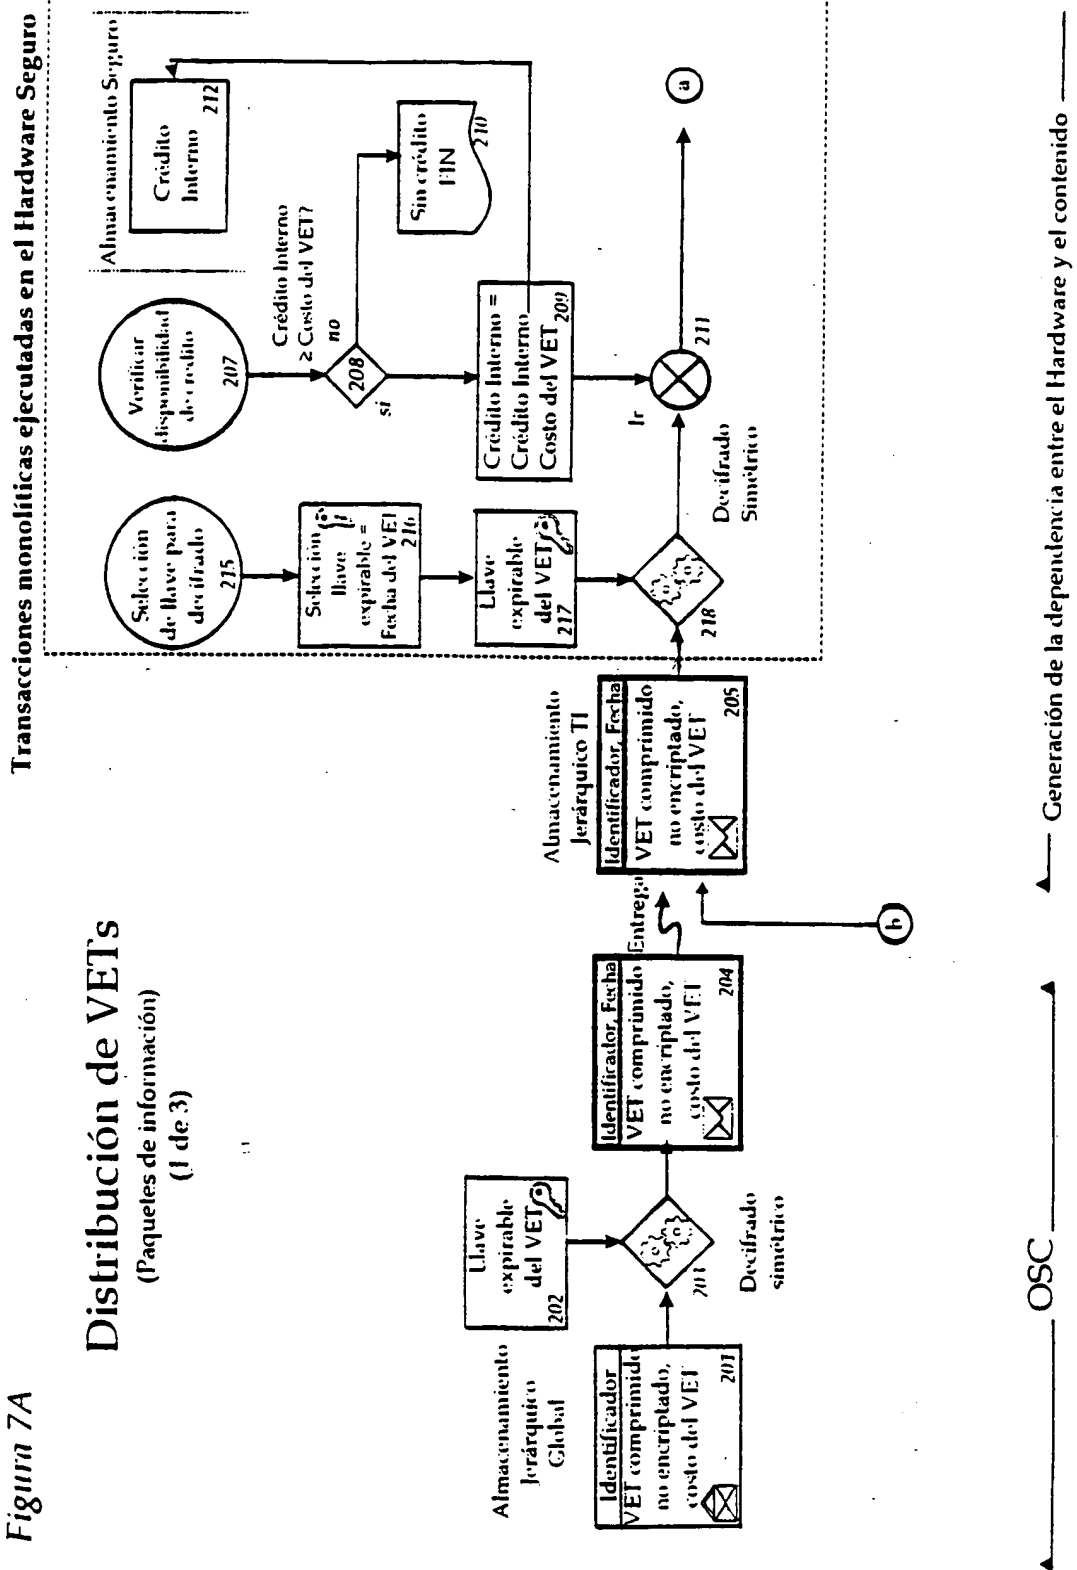 Figura 7A
Distribución de VETs
(Paquetes de información)
(1 de 3)
Transacciones monolíticas ejecutadas en el Hardware Seguro
Almacenamiento
Jerárquico
Global
Identificador
VET comprimido
no encriptado,
costo del VET
201
Llave
expirable
del VET
202
203
Decifrado
simétrico
Identificador, Fecha
VET comprimido
no encriptado,
costo del VET
204
Entrega
b
Almacenamiento
Jerárquico TI
Identificador, Fecha
VET comprimido
no encriptado,
costo del VET
205
Selección
de llave para
decifrado
215
Selección
llave
expirable =
Fecha del VET
216
Llave
expirable
del VET
217
218
Decifrado
Simétrico
Verificar
disponibilidad
de credito
207
Crédito Interno
≥ Costo del VET?
208
no
si
Crédito Interno =
Crédito Interno
Costo del VET
209
Ir
211
Almacenamiento Seguro
Crédito
Interno
212
Sin crédito
FIN
210
a
OSC
Generación de la dependencia entre el Hardware y el contenido